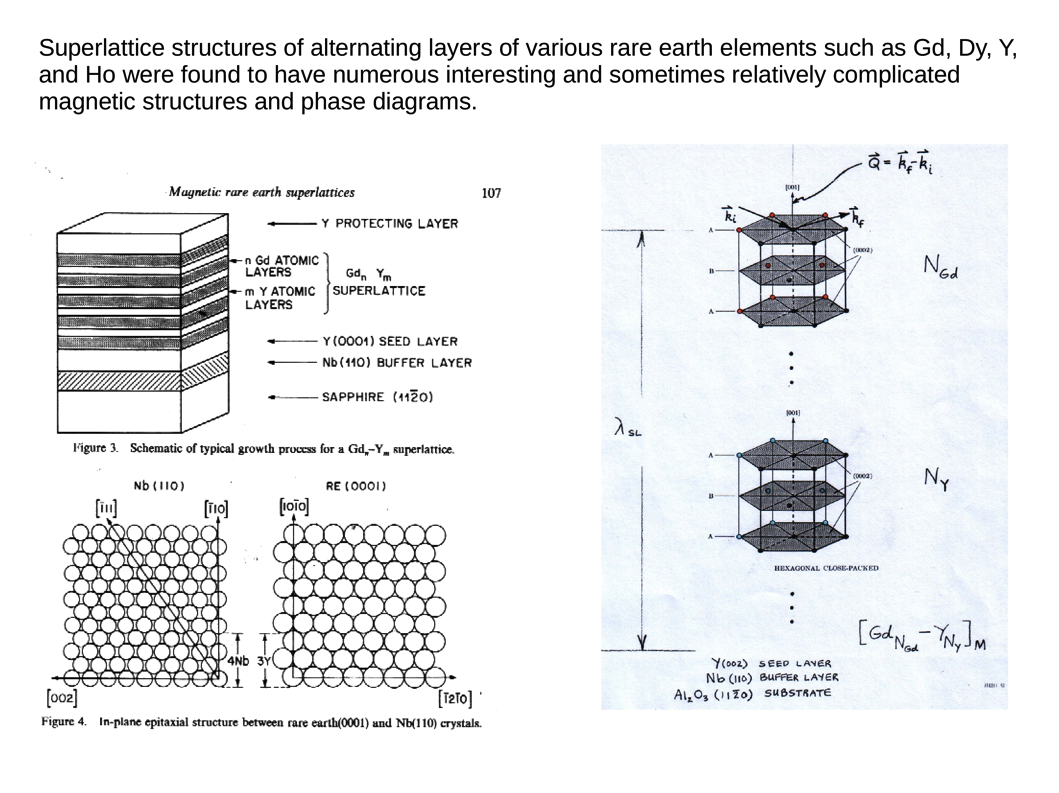 Superlattice structures of alternating layers of various rare earth elements such as Gd, Dy, Y,
and Ho were found to have numerous interesting and sometimes relatively complicated
magnetic structures and phase diagrams.
Magnetic rare earth superlattices 107
Y PROTECTING LAYER
n Gd ATOMIC
LAYERS
m Y ATOMIC
LAYERS
Gdₙ Yₘ
SUPERLATTICE
Y(0001) SEED LAYER
Nb(110) BUFFER LAYER
SAPPHIRE (112̄0)
Figure 3. Schematic of typical growth process for a Gdₙ–Yₘ superlattice.
Nb(110)
[1̄11]
[1̄10]
[002]
4Nb
3Y
RE(0001)
[101̄0]
[1̄21̄0]
Figure 4. In-plane epitaxial structure between rare earth(0001) and Nb(110) crystals.
Q⃗ = k⃗f-k⃗i
[001]
k⃗i
k⃗f
A
(0002)
B
A
N_Gd
λ_SL
[001]
A
(0002)
B
A
N_Y
HEXAGONAL CLOSE-PACKED
[Gd_N_Gd – Y_N_Y]_M
Y(002) SEED LAYER
Nb (110) BUFFER LAYER
Al₂O₃ (112̄0) SUBSTRATE